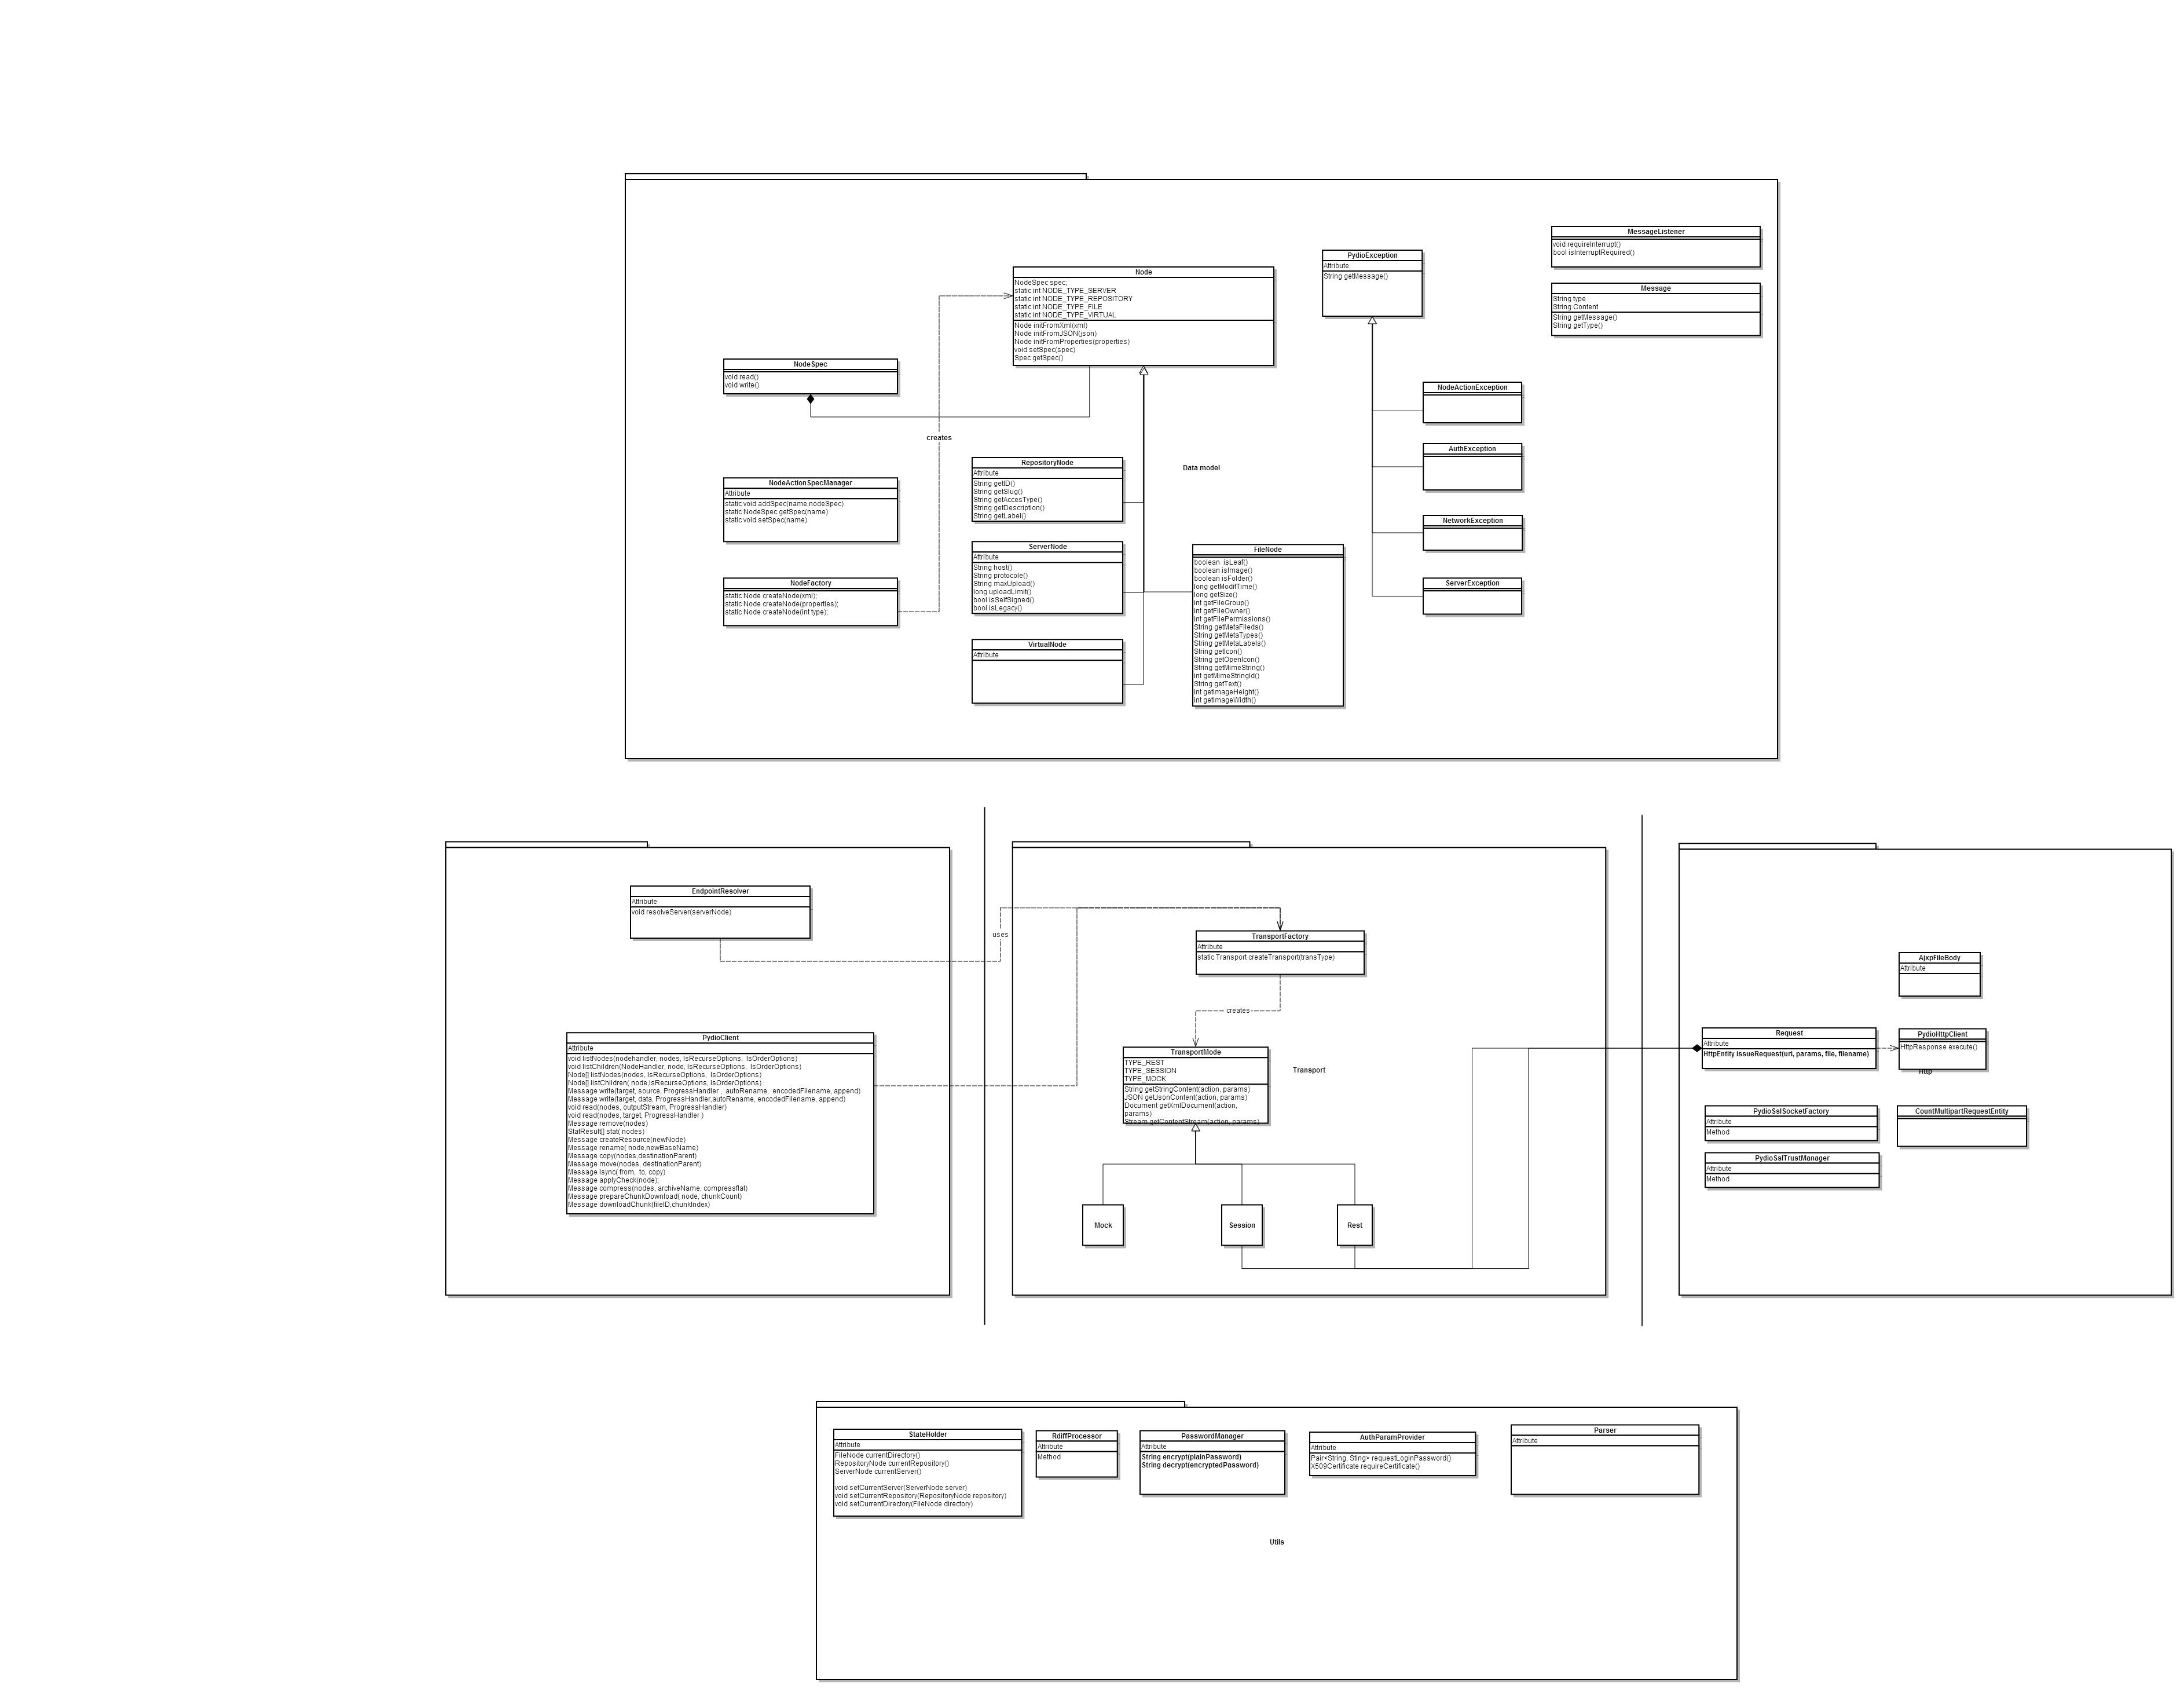 MessageListener
void requireInterrupt()
bool isInterruptRequired()
Message
String type
String Content
String getMessage()
String getType()
PydioException
Attribute
String getMessage()
Node
NodeSpec spec;
static int NODE_TYPE_SERVER
static int NODE_TYPE_REPOSITORY
static int NODE_TYPE_FILE
static int NODE_TYPE_VIRTUAL
Node initFromXml(xml)
Node initFromJSON(json)
Node initFromProperties(properties)
void setSpec(spec)
Spec getSpec()
NodeSpec
void read()
void write()
creates
NodeActionException
AuthException
NetworkException
ServerException
Data model
RepositoryNode
Attribute
String getID()
String getSlug()
String getAccesType()
String getDescription()
String getLabel()
NodeActionSpecManager
Attribute
static void addSpec(name,nodeSpec)
static NodeSpec getSpec(name)
static void setSpec(name)
ServerNode
Attribute
String host()
String protocole()
String maxUpload()
long uploadLimit()
bool isSelfSigned()
bool isLegacy()
FileNode
boolean  isLeaf()
boolean isImage()
boolean isFolder()
long getModifTime()
long getSize()
int getFileGroup()
int getFileOwner()
int getFilePermissions()
String getMetaFileds()
String getMetaTypes()
String getMetaLabels()
String getIcon()
String getOpenIcon()
String getMimeString()
int getMimeStringId()
String getText()
int getImageHeight()
int getImageWidth()
NodeFactory
static Node createNode(xml);
static Node createNode(properties);
static Node createNode(int type);
VirtualNode
Attribute
EndpointResolver
Attribute
void resolveServer(serverNode)
uses
PydioClient
Attribute
void listNodes(nodehandler, nodes, lsRecurseOptions,  lsOrderOptions)
void listChildren(NodeHandler, node, lsRecurseOptions,  lsOrderOptions)
Node[] listNodes(nodes, lsRecurseOptions,  lsOrderOptions)
Node[] listChildren( node,lsRecurseOptions, lsOrderOptions)
Message write(target, source, ProgressHandler ,  autoRename,  encodedFilename, append)
Message write(target, data, ProgressHandler,autoRename, encodedFilename, append)
void read(nodes, outputStream, ProgressHandler)
void read(nodes, target, ProgressHandler )
Message remove(nodes)
StatResult[] stat( nodes)
Message createResource(newNode)
Message rename( node,newBaseName)
Message copy(nodes,destinationParent)
Message move(nodes, destinationParent)
Message lsync( from,  to, copy)
Message applyCheck(node);
Message compress(nodes, archiveName, compressflat)
Message prepareChunkDownload( node, chunkCount)
Message downloadChunk(fileID,chunkIndex)
TransportFactory
Attribute
static Transport createTransport(transType)
creates
TransportMode
TYPE_REST
TYPE_SESSION
TYPE_MOCK
String getStringContent(action, params)
JSON getJsonContent(action, params)
Document getXmlDocument(action,
params)
Stream getContentStream(action, params)
Transport
Mock
Session
Rest
AjxpFileBody
Attribute
Request
Attribute
HttpEntity issueRequest(uri, params, file, filename)
PydioHttpClient
HttpResponse execute()
Http
PydioSslSocketFactory
Attribute
Method
CountMultipartRequestEntity
PydioSslTrustManager
Attribute
Method
StateHolder
Attribute
FileNode currentDirectory()
RepositoryNode currentRepository()
ServerNode currentServer()
void setCurrentServer(ServerNode server)
void setCurrentRepository(RepositoryNode repository)
void setCurrentDirectory(FileNode directory)
RdiffProcessor
Attribute
Method
PasswordManager
Attribute
String encrypt(plainPassword)
String decrypt(encryptedPassword)
AuthParamProvider
Attribute
Pair<String, Sting> requestLoginPassword()
X509Certificate requireCertificate()
Parser
Attribute
Utils